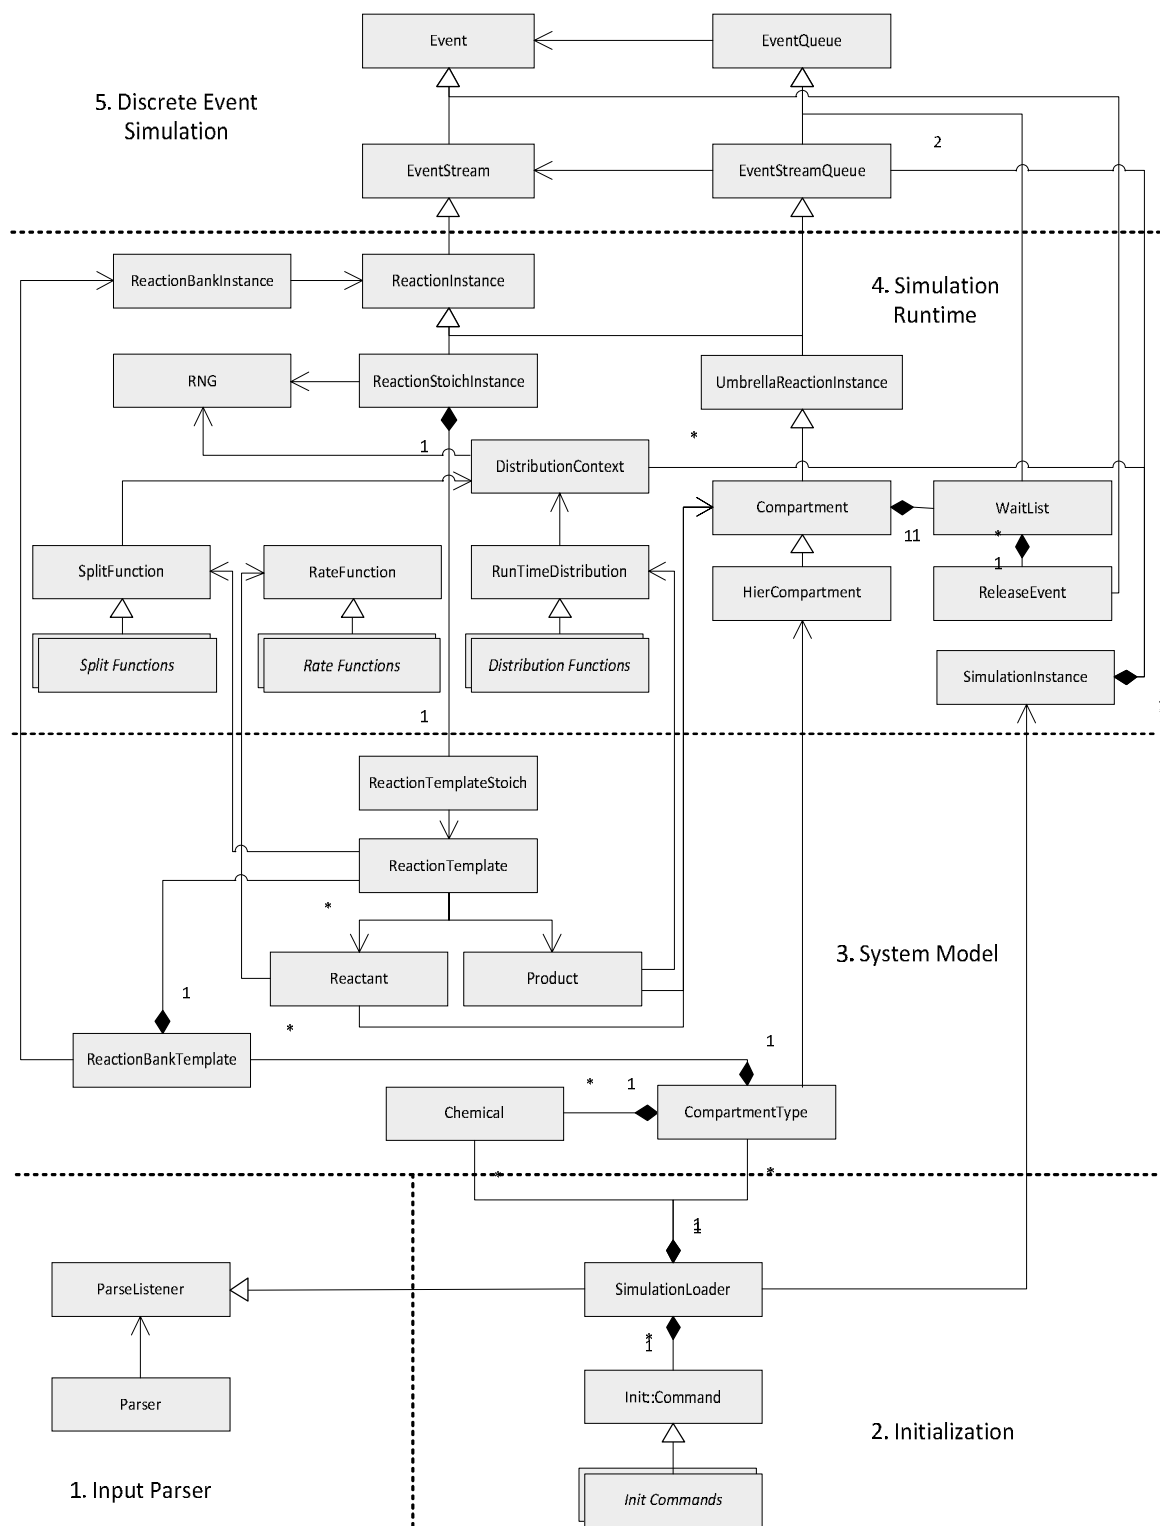 Event
EventQueue
5. Discrete Event
Simulation
2
EventStream
EventStreamQueue
ReactionBankInstance
ReactionInstance
4. Simulation
Runtime
RNG
ReactionStoichInstance
UmbrellaReactionInstance
1
*
DistributionContext
Compartment
WaitList
11
*
1
SplitFunction
RateFunction
RunTimeDistribution
HierCompartment
ReleaseEvent
Split Functions
Rate Functions
Distribution Functions
SimulationInstance
1
ReactionTemplateStoich
ReactionTemplate
*
3. System Model
Reactant
Product
1
*
ReactionBankTemplate
1
*
1
Chemical
CompartmentType
*
*
1
1
ParseListener
SimulationLoader
*
1
Parser
Init::Command
2. Initialization
1. Input Parser
Init Commands